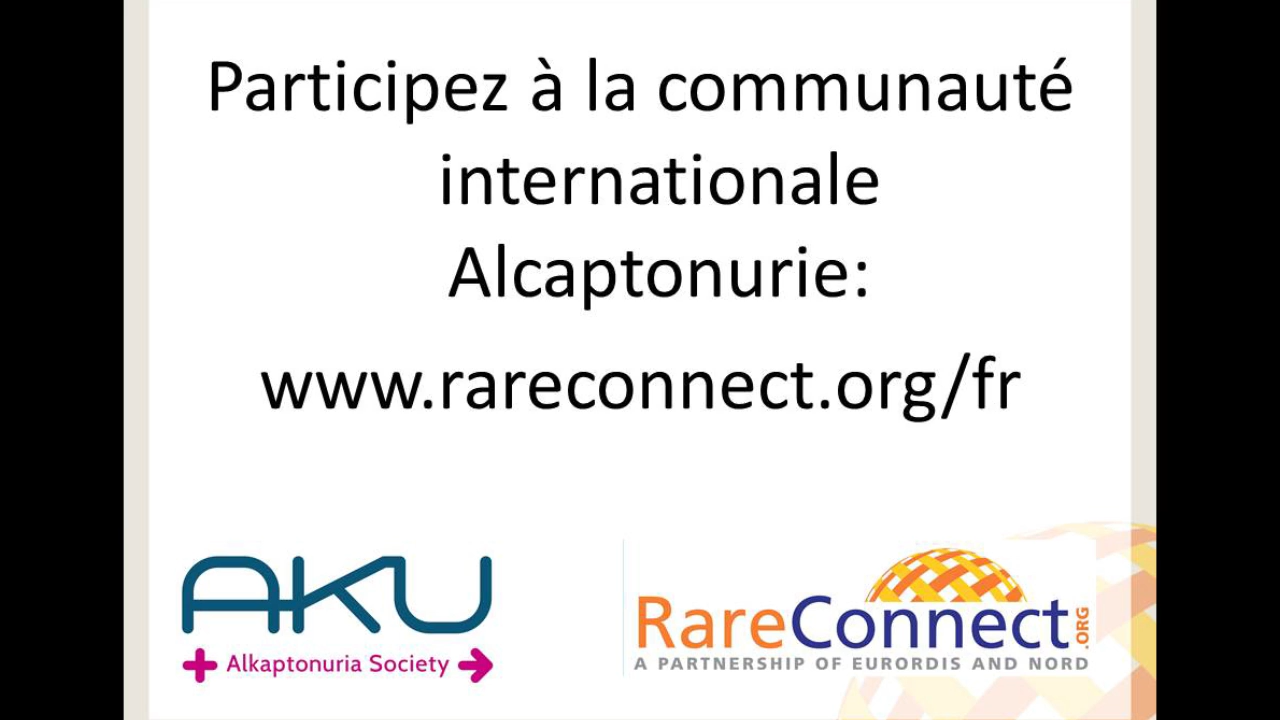 Participez à la communauté
internationale
Alcaptonurie:
www.rareconnect.org/fr
AKU
Alkaptonuria Society
RareConnect.ORG
A PARTNERSHIP OF EURORDIS AND NORD